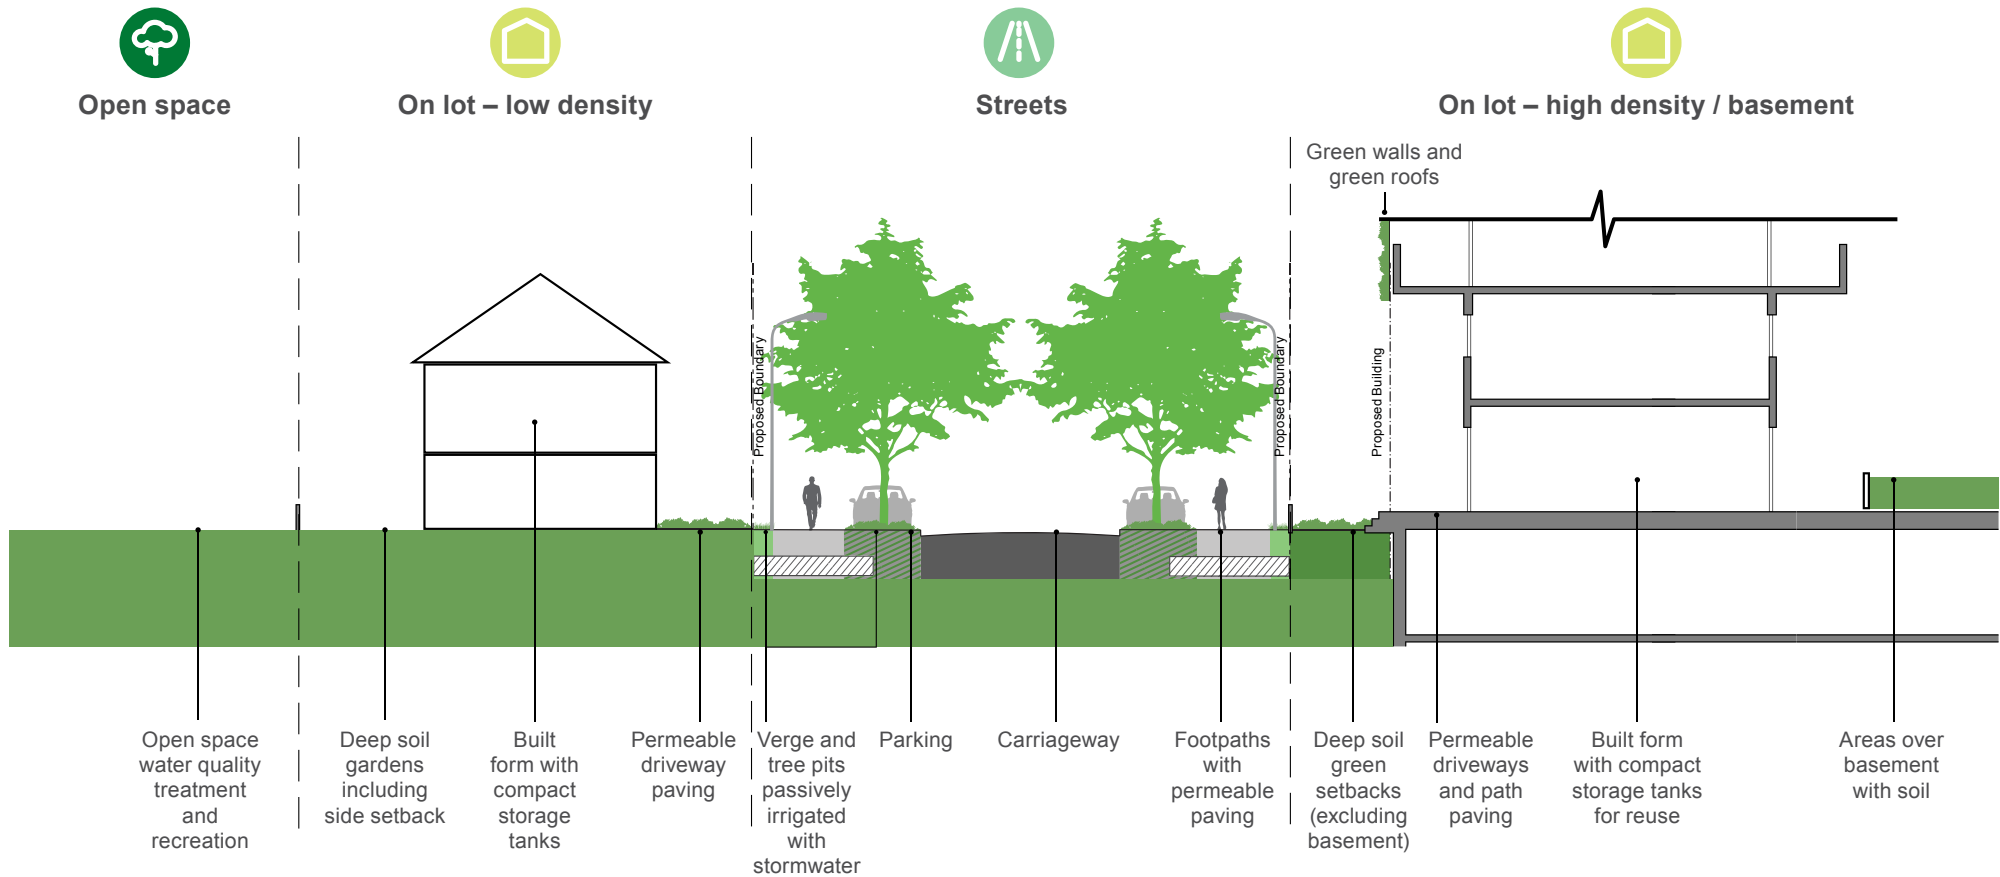 Open space
On lot – low density
Streets
On lot – high density / basement
Green walls and
green roofs
Proposed Boundary
Proposed Boundary
Proposed Building
Open space
water quality
treatment
and
recreation
Deep soil
gardens
including
side setback
Built
form with
compact
storage
tanks
Permeable
driveway
paving
Verge and
tree pits
passively
irrigated
with
stormwater
Parking
Carriageway
Footpaths
with
permeable
paving
Deep soil
green
setbacks
(excluding
basement)
Permeable
driveways
and path
paving
Built form
with compact
storage tanks
for reuse
Areas over
basement
with soil